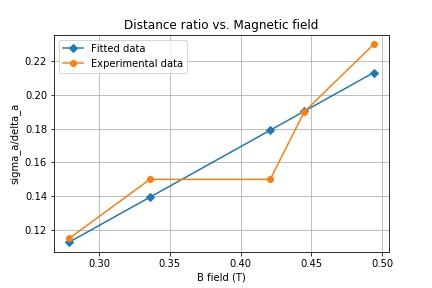 Distance ratio vs. Magnetic field
Fitted data
Experimental data
sigma_a/delta_a
0.22
0.20
0.18
0.16
0.14
0.12
0.30
0.35
0.40
0.45
0.50
B field (T)